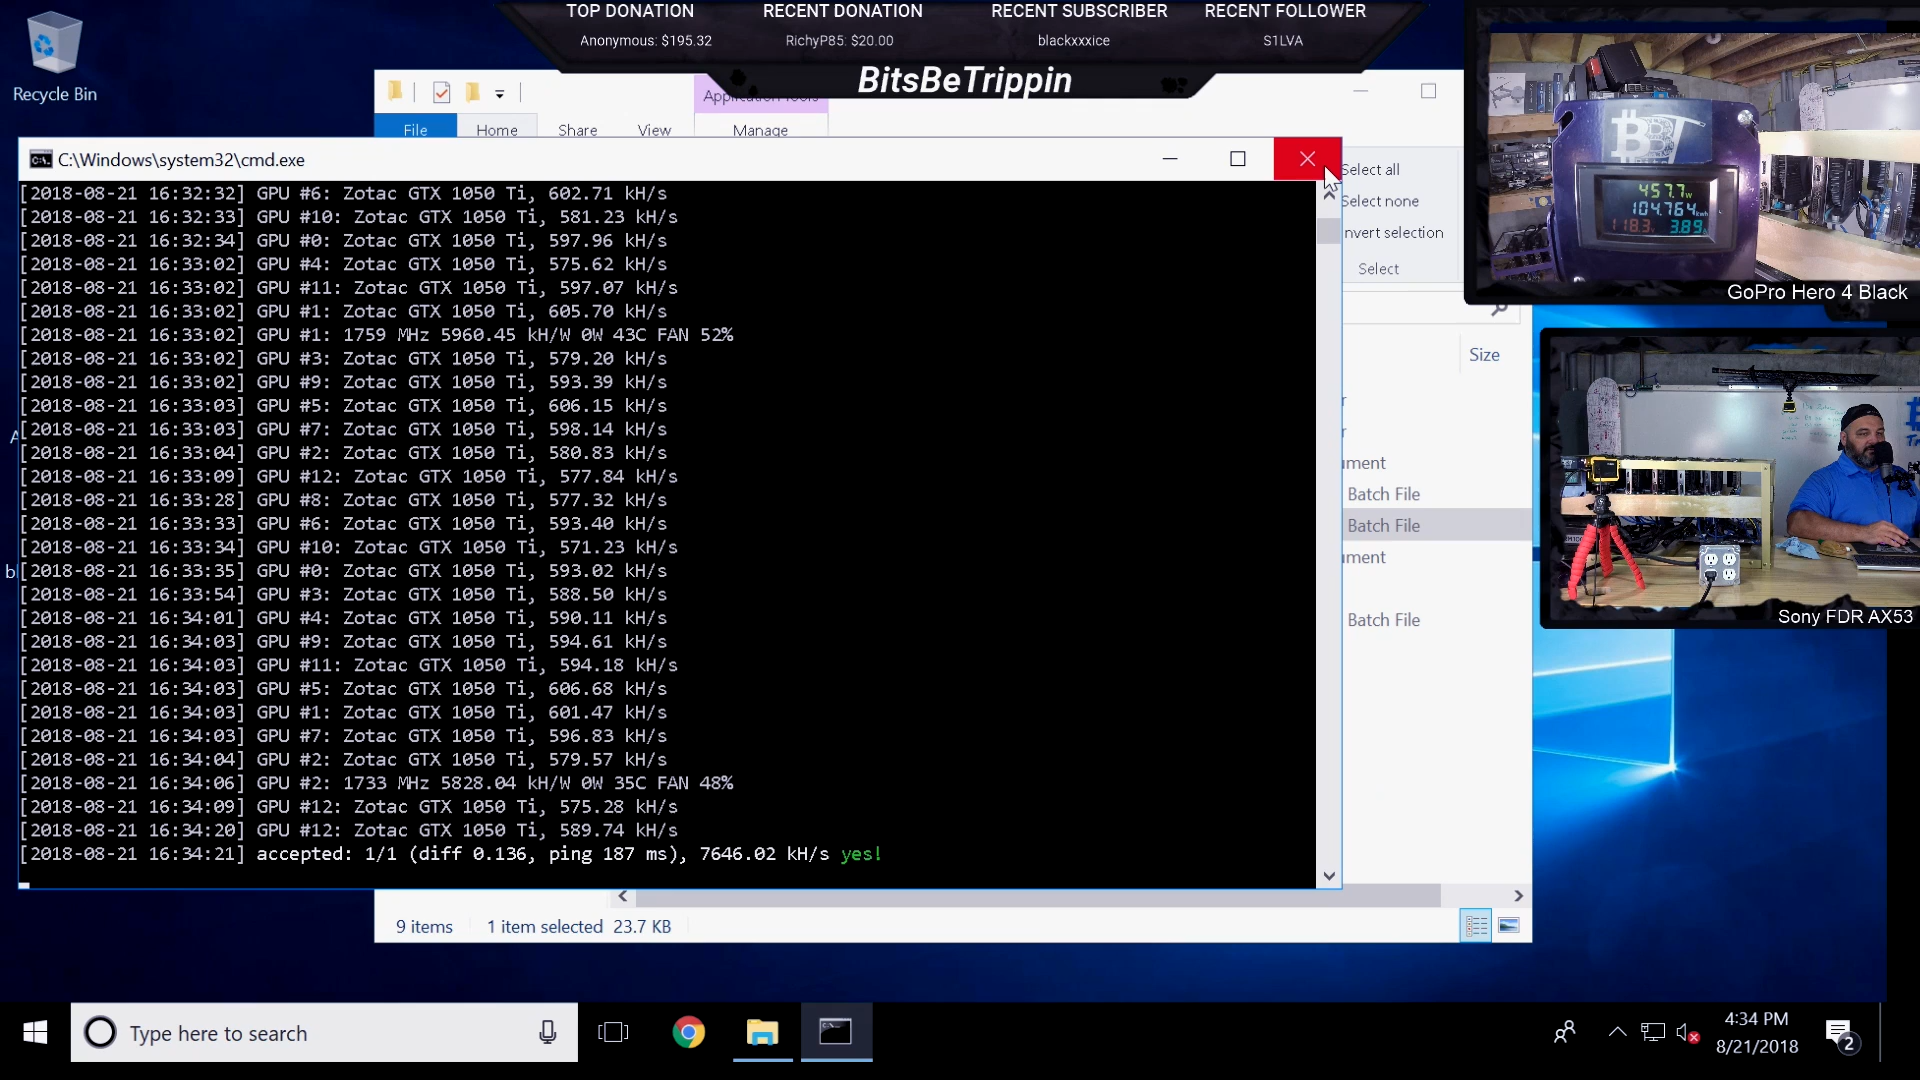 TOP DONATION
RECENT DONATION
RECENT SUBSCRIBER
RECENT FOLLOWER
Anonymous: $195.32
RichyP85: $20.00
blackxxxice
S1LVA
BitsBeTrippin
Recycle Bin
File
Home
Share
View
Manage
C:\Windows\system32\cmd.exe
[2018-08-21 16:32:32] GPU #6: Zotac GTX 1050 Ti, 602.71 kH/s
[2018-08-21 16:32:33] GPU #10: Zotac GTX 1050 Ti, 581.23 kH/s
[2018-08-21 16:32:34] GPU #0: Zotac GTX 1050 Ti, 597.96 kH/s
[2018-08-21 16:33:02] GPU #4: Zotac GTX 1050 Ti, 575.62 kH/s
[2018-08-21 16:33:02] GPU #11: Zotac GTX 1050 Ti, 597.07 kH/s
[2018-08-21 16:33:02] GPU #1: Zotac GTX 1050 Ti, 605.70 kH/s
[2018-08-21 16:33:02] GPU #1: 1759 MHz 5960.45 kH/W 0W 43C FAN 52%
[2018-08-21 16:33:02] GPU #3: Zotac GTX 1050 Ti, 579.20 kH/s
[2018-08-21 16:33:02] GPU #9: Zotac GTX 1050 Ti, 593.39 kH/s
[2018-08-21 16:33:03] GPU #5: Zotac GTX 1050 Ti, 606.15 kH/s
[2018-08-21 16:33:03] GPU #7: Zotac GTX 1050 Ti, 598.14 kH/s
[2018-08-21 16:33:04] GPU #2: Zotac GTX 1050 Ti, 580.83 kH/s
[2018-08-21 16:33:09] GPU #12: Zotac GTX 1050 Ti, 577.84 kH/s
[2018-08-21 16:33:28] GPU #8: Zotac GTX 1050 Ti, 577.32 kH/s
[2018-08-21 16:33:33] GPU #6: Zotac GTX 1050 Ti, 593.40 kH/s
[2018-08-21 16:33:34] GPU #10: Zotac GTX 1050 Ti, 571.23 kH/s
[2018-08-21 16:33:35] GPU #0: Zotac GTX 1050 Ti, 593.02 kH/s
[2018-08-21 16:33:54] GPU #3: Zotac GTX 1050 Ti, 588.50 kH/s
[2018-08-21 16:34:01] GPU #4: Zotac GTX 1050 Ti, 590.11 kH/s
[2018-08-21 16:34:03] GPU #9: Zotac GTX 1050 Ti, 594.61 kH/s
[2018-08-21 16:34:03] GPU #11: Zotac GTX 1050 Ti, 594.18 kH/s
[2018-08-21 16:34:03] GPU #5: Zotac GTX 1050 Ti, 606.68 kH/s
[2018-08-21 16:34:03] GPU #1: Zotac GTX 1050 Ti, 601.47 kH/s
[2018-08-21 16:34:03] GPU #7: Zotac GTX 1050 Ti, 596.83 kH/s
[2018-08-21 16:34:04] GPU #2: Zotac GTX 1050 Ti, 579.57 kH/s
[2018-08-21 16:34:06] GPU #2: 1733 MHz 5828.04 kH/W 0W 35C FAN 48%
[2018-08-21 16:34:09] GPU #12: Zotac GTX 1050 Ti, 575.28 kH/s
[2018-08-21 16:34:20] GPU #12: Zotac GTX 1050 Ti, 589.74 kH/s
[2018-08-21 16:34:21] accepted: 1/1 (diff 0.136, ping 187 ms), 7646.02 kH/s yes!
Select all
Select none
nvert selection
Select
Size
ument
Batch File
Batch File
ument
Batch File
457.7w
104.764kwh
118.3v 3.89A
GoPro Hero 4 Black
Sony FDR AX53
9 items
1 item selected 23.7 KB
Type here to search
4:34 PM
8/21/2018
2